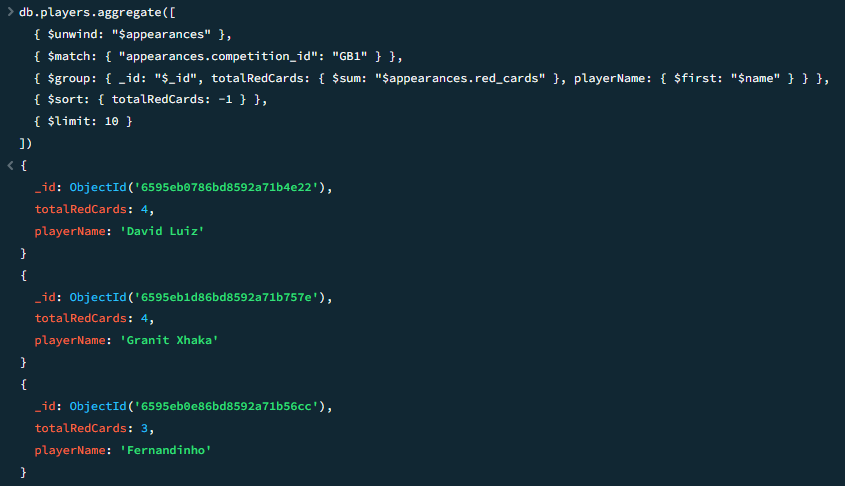 db.players.aggregate([
{ $unwind: "$appearances" },
{ $match: { "appearances.competition_id": "GB1" } },
{ $group: { _id: "$_id", totalRedCards: { $sum: "$appearances.red_cards" }, playerName: { $first: "$name" } } },
{ $sort: { totalRedCards: -1 } },
{ $limit: 10 }
])
{
_id: ObjectId('6595eb0786bd8592a71b4e22'),
totalRedCards: 4,
playerName: 'David Luiz'
}
{
_id: ObjectId('6595eb1d86bd8592a71b757e'),
totalRedCards: 4,
playerName: 'Granit Xhaka'
}
{
_id: ObjectId('6595eb0e86bd8592a71b56cc'),
totalRedCards: 3,
playerName: 'Fernandinho'
}